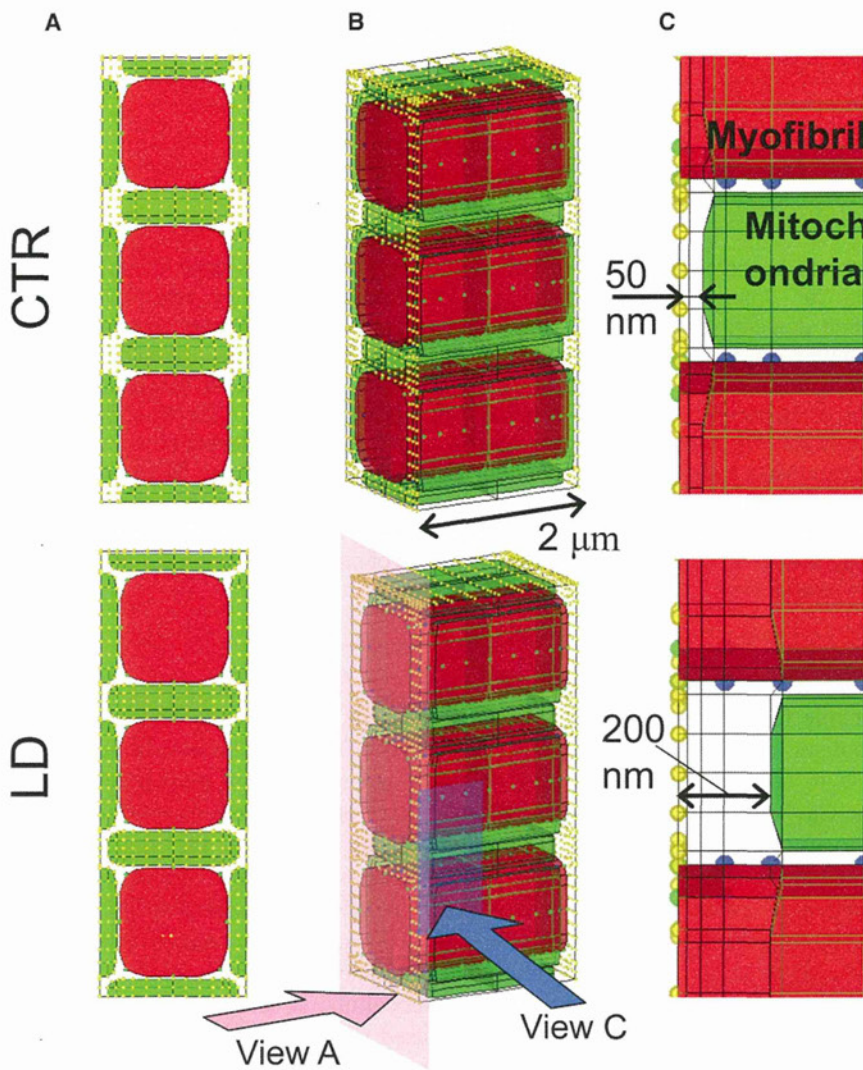 A
B
C
CTR
Myofibril
Mitoch
ondria
50
nm
2 μm
LD
200
nm
View A
View C